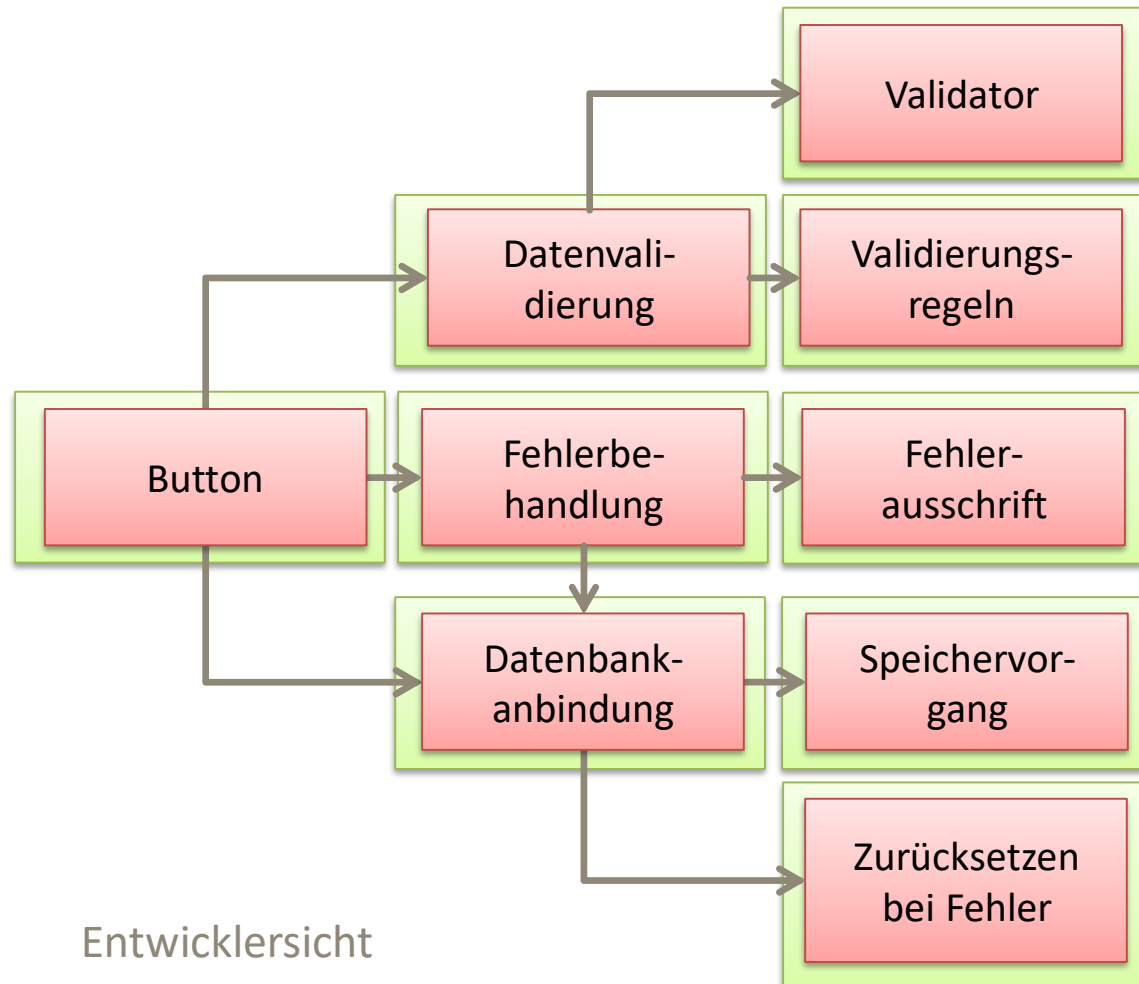 Validator
Datenvali-
dierung
Validierungs-
regeln
Button
Fehlerbe-
handlung
Fehler-
ausschrift
Datenbank-
anbindung
Speichervor-
gang
Zurücksetzen
bei Fehler
Entwicklersicht